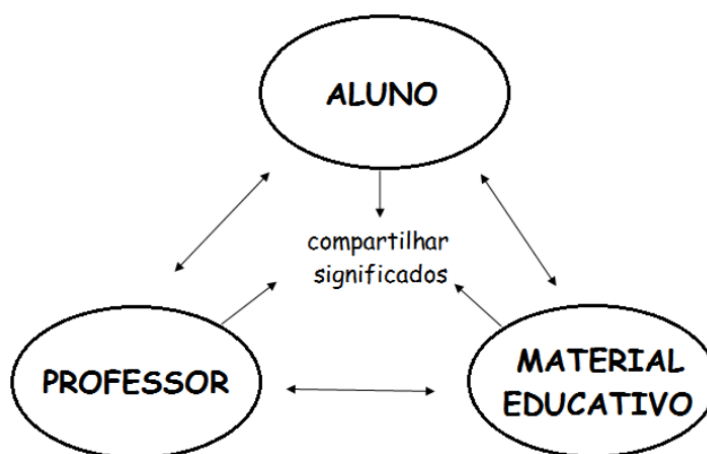 ALUNO
compartilhar
significados
PROFESSOR
MATERIAL
EDUCATIVO